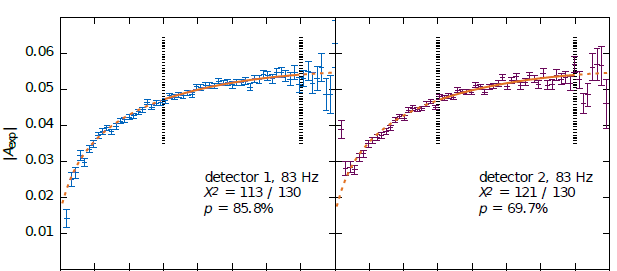 0.06
0.05
0.04
0.03
0.02
0.01
|Aexp|
detector 1, 83 Hz
X2 = 113 / 130
p = 85.8%
detector 2, 83 Hz
X2 = 121 / 130
p = 69.7%